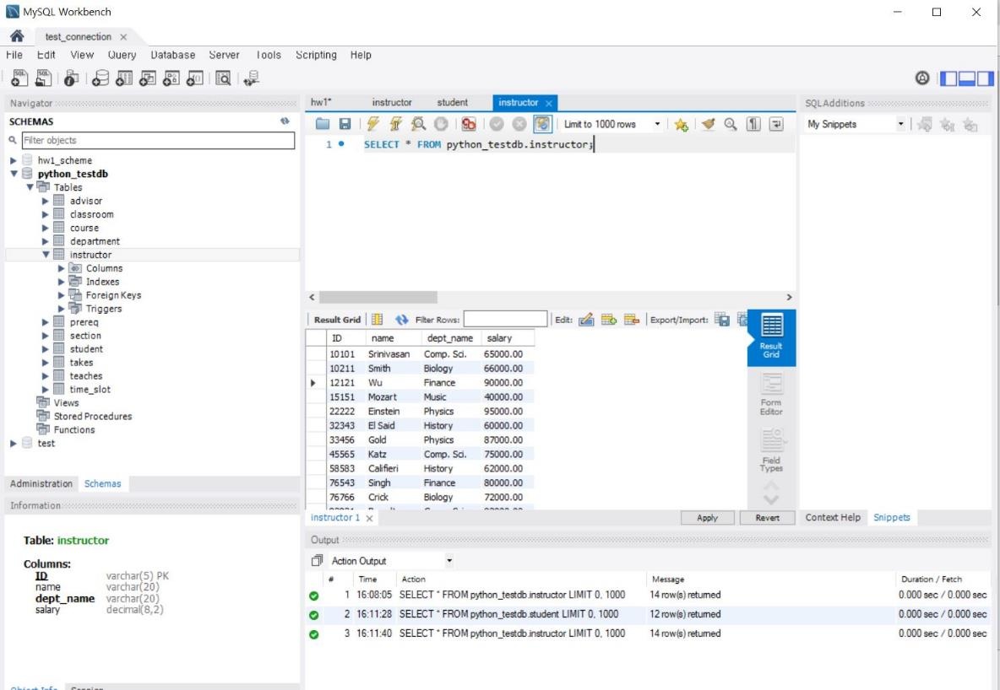 MySQL Workbench
test_connection
File Edit View Query Database Server Tools Scripting Help
Navigator
SCHEMAS
Filter objects
hw1_scheme
python_testdb
Tables
advisor
classroom
course
department
instructor
Columns
Indexes
Foreign Keys
Triggers
prereq
section
student
takes
teaches
time_slot
Views
Stored Procedures
Functions
test
Administration Schemas
Information
Table: instructor
Columns:
ID varchar(5) PK
name varchar(20)
dept_name varchar(20)
salary decimal(8,2)
Object Info Session
hw1* instructor student instructor
Limit to 1000 rows
1 SELECT * FROM python_testdb.instructor;
Result Grid Filter Rows: Edit: Export/Import:
ID name dept_name salary
10101 Srinivasan Comp. Sci. 65000.00
10211 Smith Biology 66000.00
12121 Wu Finance 90000.00
15151 Mozart Music 40000.00
22222 Einstein Physics 95000.00
32343 El Said History 60000.00
33456 Gold Physics 87000.00
45565 Katz Comp. Sci. 75000.00
58583 Califieri History 62000.00
76543 Singh Finance 80000.00
76766 Crick Biology 72000.00
Result
Grid
Form
Editor
Field
Types
instructor 1 Apply Revert
SQLAdditions
My Snippets
Context Help Snippets
Output
Action Output
# Time Action Message Duration / Fetch
1 16:08:05 SELECT * FROM python_testdb.instructor LIMIT 0, 1000 14 row(s) returned 0.000 sec / 0.000 sec
2 16:11:28 SELECT * FROM python_testdb.student LIMIT 0, 1000 12 row(s) returned 0.000 sec / 0.000 sec
3 16:11:40 SELECT * FROM python_testdb.instructor LIMIT 0, 1000 14 row(s) returned 0.000 sec / 0.000 sec